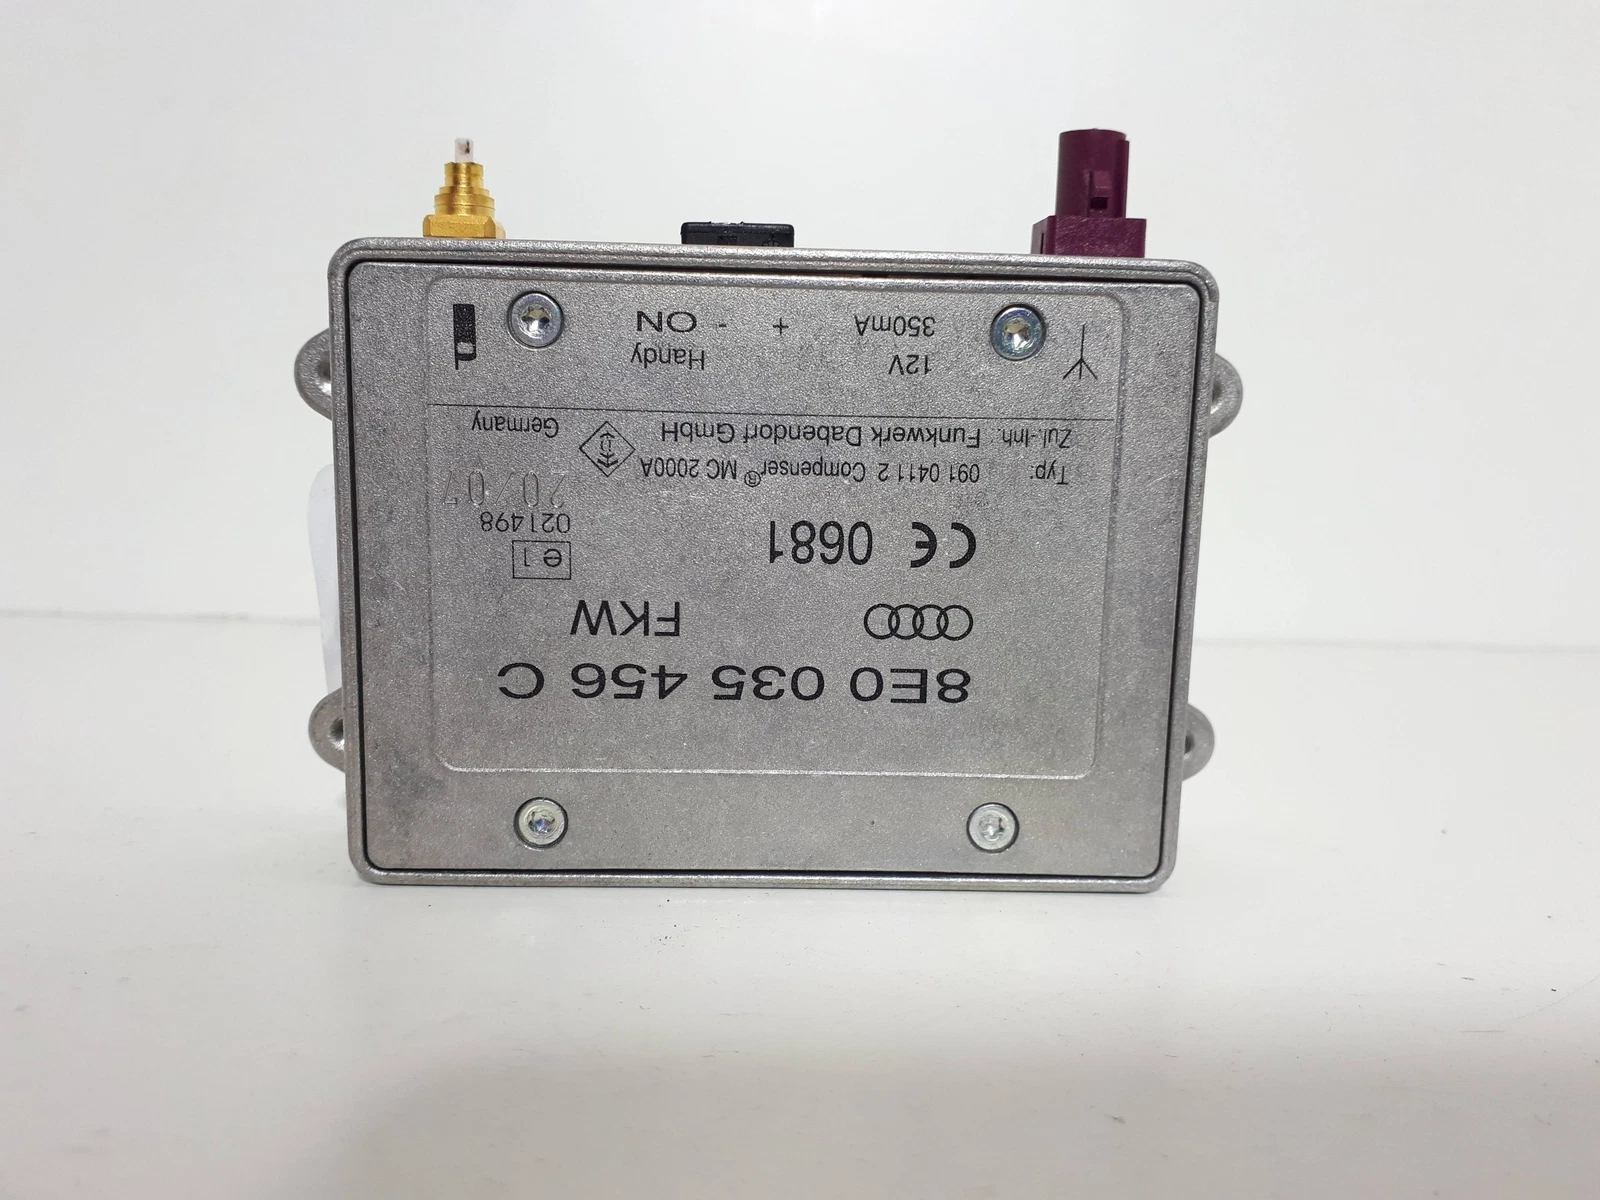 8E0 035 456 C
FKW
CE 0681
e1
021498
20/07
Typ: 091 0411 2 Compenser® MC 2000A
Zul.-Inh.: Funkwerk Dabendorf GmbH Germany
12V Handy
350mA + - ON